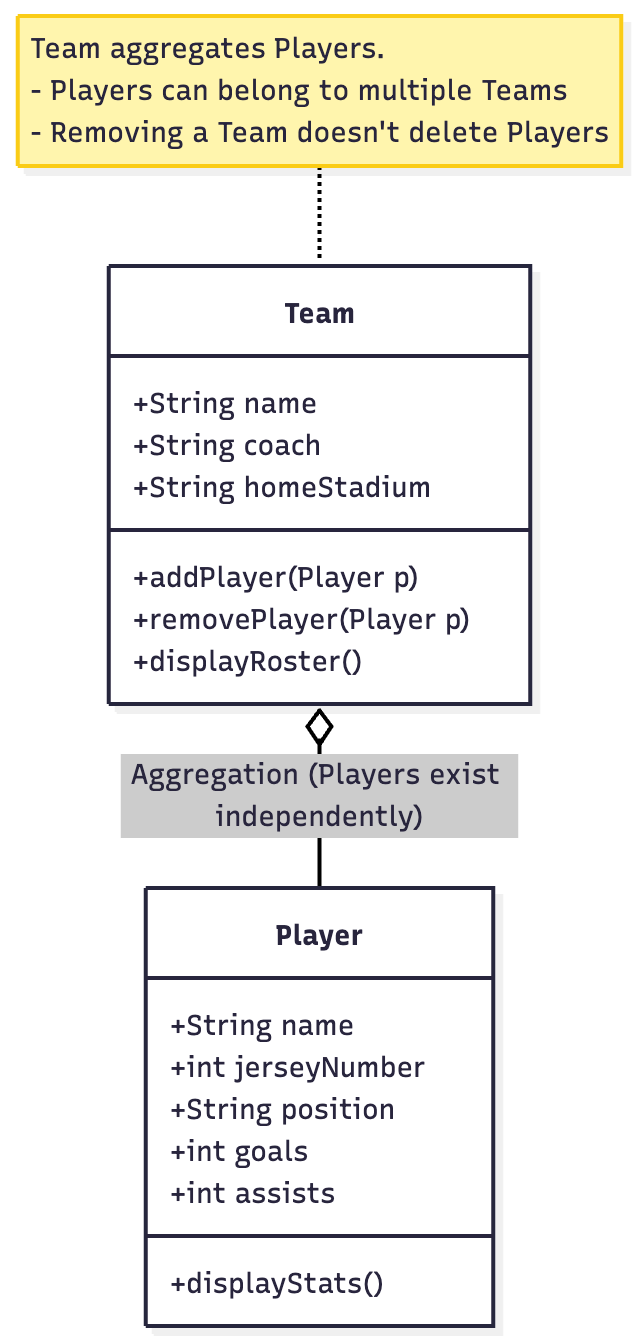 Team aggregates Players.
- Players can belong to multiple Teams
- Removing a Team doesn't delete Players
Team
+String name
+String coach
+String homeStadium
+addPlayer(Player p)
+removePlayer(Player p)
+displayRoster()
Aggregation (Players exist
independently)
Player
+String name
+int jerseyNumber
+String position
+int goals
+int assists
+displayStats()